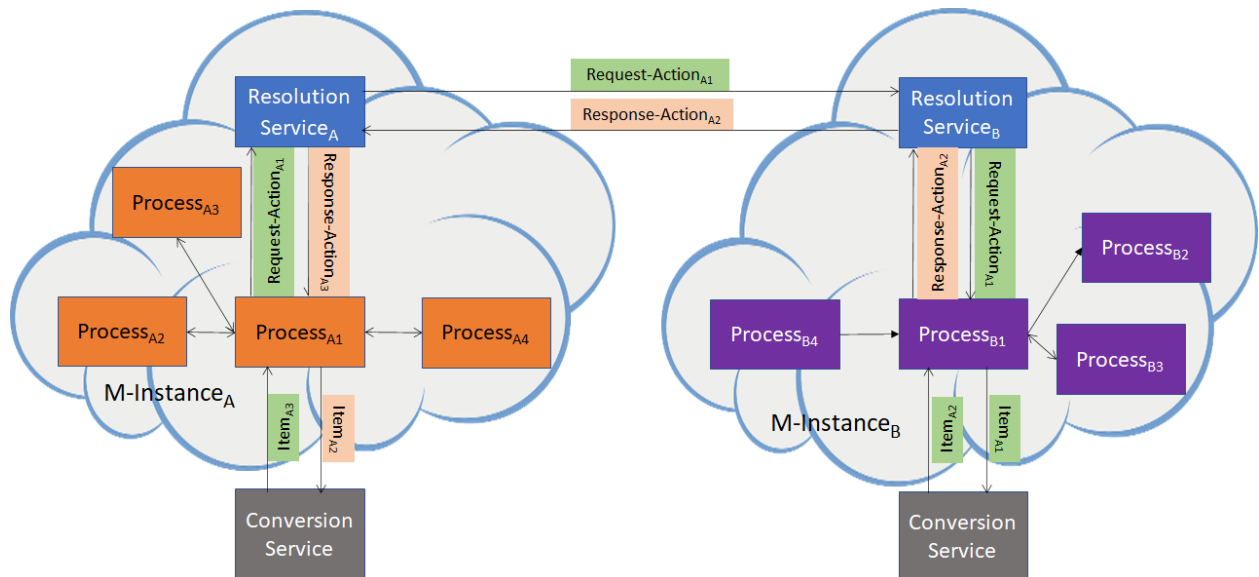 Request-ActionA1
Response-ActionA2
Resolution
ServiceA
Resolution
ServiceB
Request-ActionA1
Response-ActionA3
Response-ActionA2
Request-ActionA1
ProcessA3
ProcessA2
ProcessA1
ProcessA4
ProcessB2
ProcessB4
ProcessB1
ProcessB3
M-InstanceA
M-InstanceB
ItemA3
ItemA2
ItemA2
ItemA1
Conversion
Service
Conversion
Service